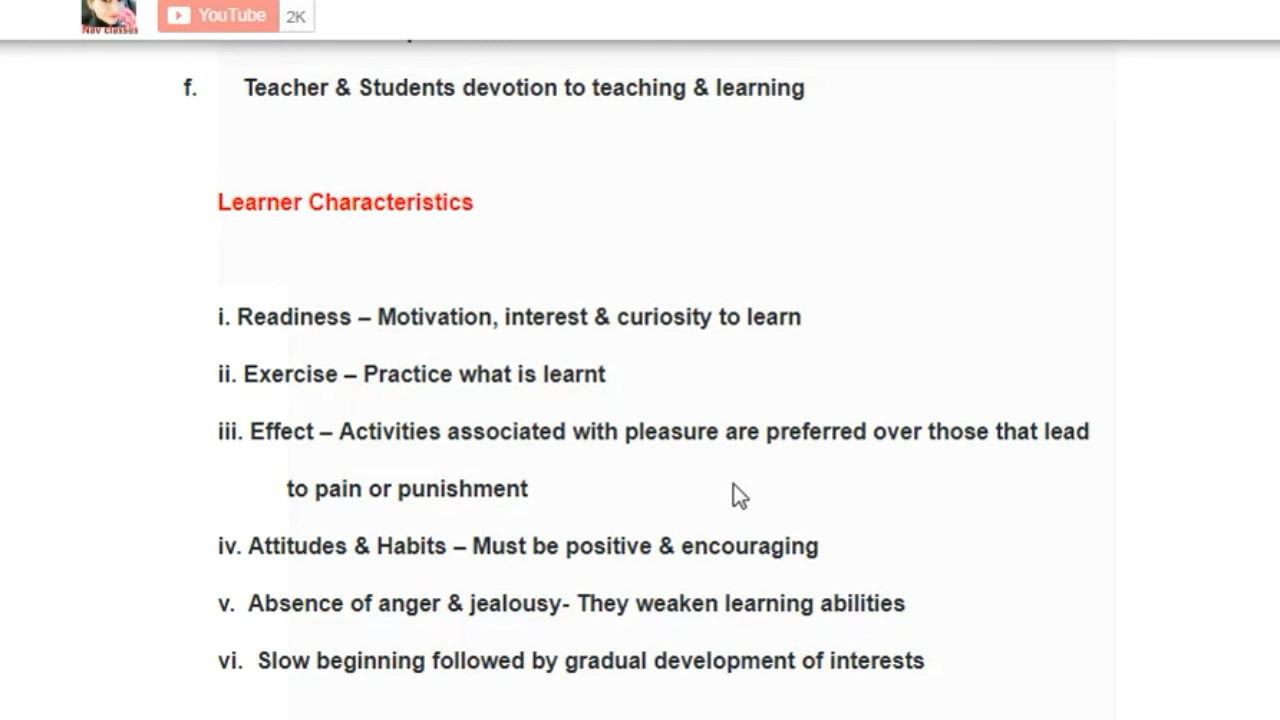 Nav classes
YouTube 2K
f. Teacher & Students devotion to teaching & learning
Learner Characteristics
i. Readiness – Motivation, interest & curiosity to learn
ii. Exercise – Practice what is learnt
iii. Effect – Activities associated with pleasure are preferred over those that lead
to pain or punishment
iv. Attitudes & Habits – Must be positive & encouraging
v. Absence of anger & jealousy- They weaken learning abilities
vi. Slow beginning followed by gradual development of interests